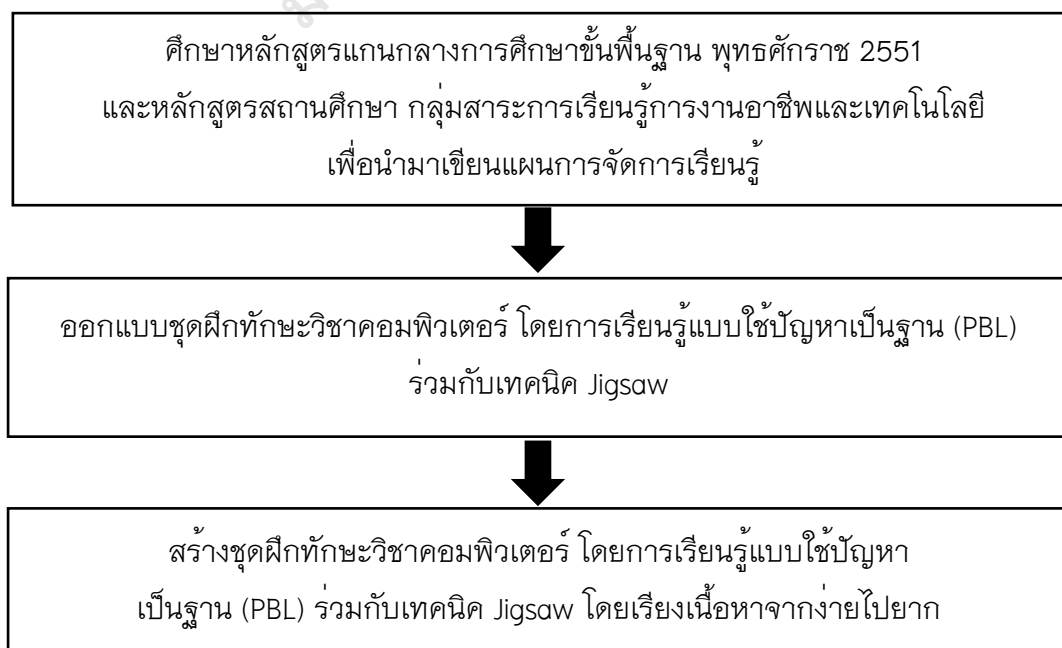 ศึกษาหลักสูตรแกนกลางการศึกษาขั้นพื้นฐาน พุทธศักราช 2551
และหลักสูตรสถานศึกษา กลุ่มสาระการเรียนรู้การงานอาชีพและเทคโนโลยี
เพื่อนำมาเขียนแผนการจัดการเรียนรู้
ออกแบบชุดฝึกทักษะวิชาคอมพิวเตอร์ โดยการเรียนรู้แบบใช้ปัญหาเป็นฐาน (PBL)
ร่วมกับเทคนิค Jigsaw
สร้างชุดฝึกทักษะวิชาคอมพิวเตอร์ โดยการเรียนรู้แบบใช้ปัญหา
เป็นฐาน (PBL) ร่วมกับเทคนิค Jigsaw โดยเรียงเนื้อหาจากง่ายไปยาก